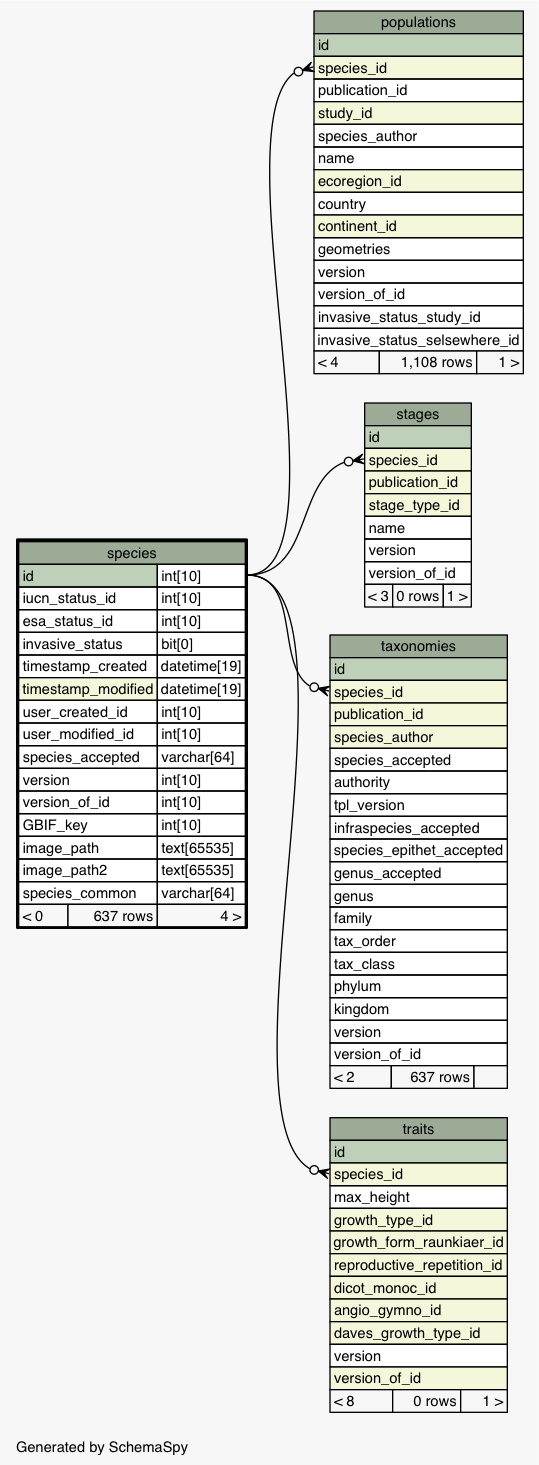 populations
id
species_id
publication_id
study_id
species_author
name
ecoregion_id
country
continent_id
geometries
version
version_of_id
invasive_status_study_id
invasive_status_selsewhere_id
< 4 1,108 rows 1 >
stages
id
species_id
publication_id
stage_type_id
name
version
version_of_id
< 3 0 rows 1 >
species
id int[10]
iucn_status_id int[10]
esa_status_id int[10]
invasive_status bit[0]
timestamp_created datetime[19]
timestamp_modified datetime[19]
user_created_id int[10]
user_modified_id int[10]
species_accepted varchar[64]
version int[10]
version_of_id int[10]
GBIF_key int[10]
image_path text[65535]
image_path2 text[65535]
species_common varchar[64]
< 0 637 rows 4 >
taxonomies
id
species_id
publication_id
species_author
species_accepted
authority
tpl_version
infraspecies_accepted
species_epithet_accepted
genus_accepted
genus
family
tax_order
tax_class
phylum
kingdom
version
version_of_id
< 2 637 rows
traits
id
species_id
max_height
growth_type_id
growth_form_raunkiaer_id
reproductive_repetition_id
dicot_monoc_id
angio_gymno_id
daves_growth_type_id
version
version_of_id
< 8 0 rows 1 >
Generated by SchemaSpy